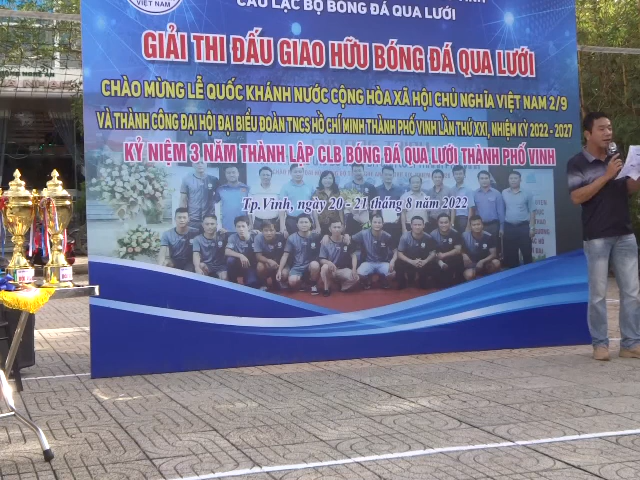 VIỆT NAM
CÂU LẠC BỘ BÓNG ĐÁ QUA LƯỚI
GIẢI THI ĐẤU GIAO HỮU BÓNG ĐÁ QUA LƯỚI
CHÀO MỪNG LỄ QUỐC KHÁNH NƯỚC CỘNG HÒA XÃ HỘI CHỦ NGHĨA VIỆT NAM 2/9
VÀ THÀNH CÔNG ĐẠI HỘI ĐẠI BIỂU ĐOÀN TNCS HỒ CHÍ MINH THÀNH PHỐ VINH LẦN THỨ XXI, NHIỆM KỲ 2022 - 2027
KỶ NIỆM 3 NĂM THÀNH LẬP CLB BÓNG ĐÁ QUA LƯỚI THÀNH PHỐ VINH
Tp.Vinh, ngày 20 - 21 tháng 8 năm 2022